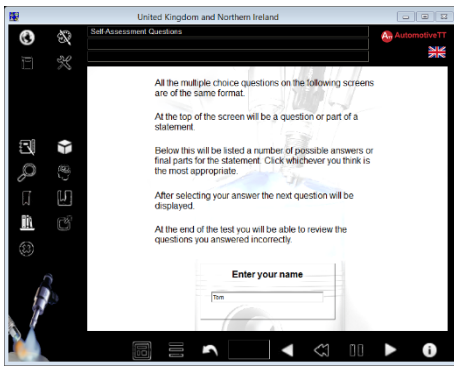 United Kingdom and Northern Ireland
Self-Assessment Questions
AutomotiveTT
All the multiple choice questions on the following screens
are of the same format.
At the top of the screen will be a question or part of a
statement.
Below this will be listed a number of possible answers or
final parts for the statement. Click whichever you think is
the most appropriate.
After selecting your answer the next question will be
displayed.
At the end of the test you will be able to review the
questions you answered incorrectly.
Enter your name
Tom